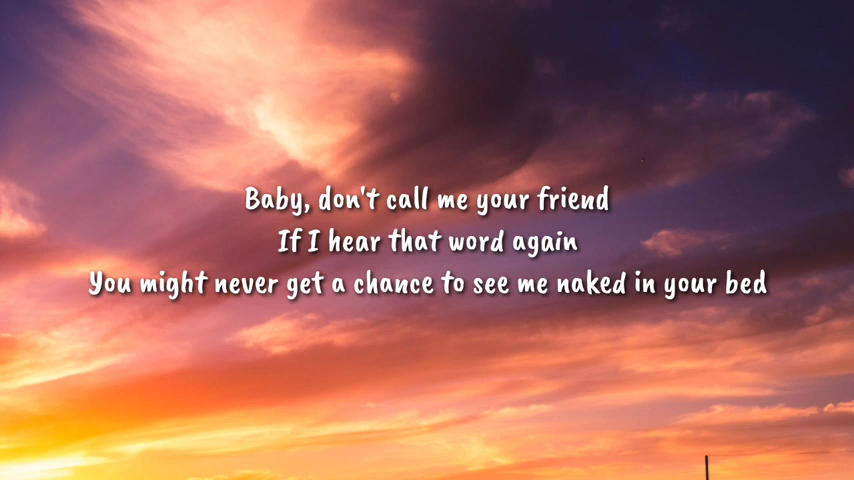 Baby, don't call me your friend
If I hear that word again
You might never get a chance to see me naked in your bed